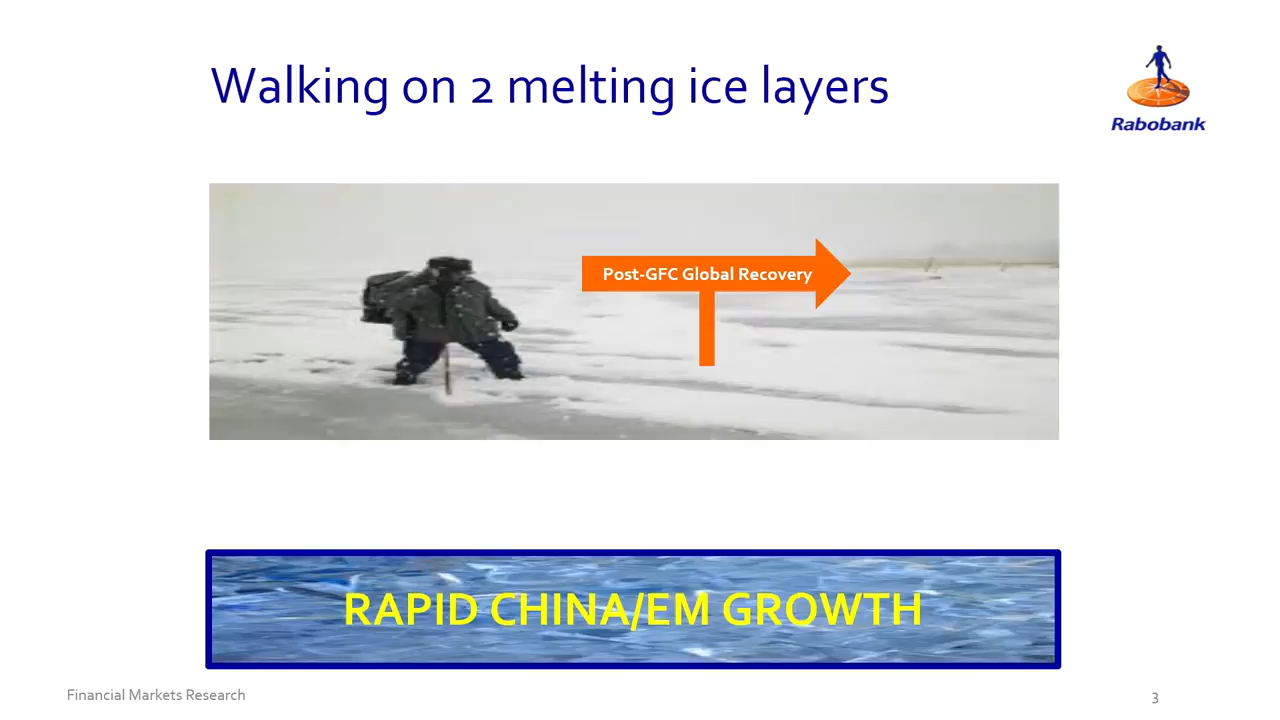 Walking on 2 melting ice layers
Rabobank
Post-GFC Global Recovery
RAPID CHINA/EM GROWTH
Financial Markets Research
3